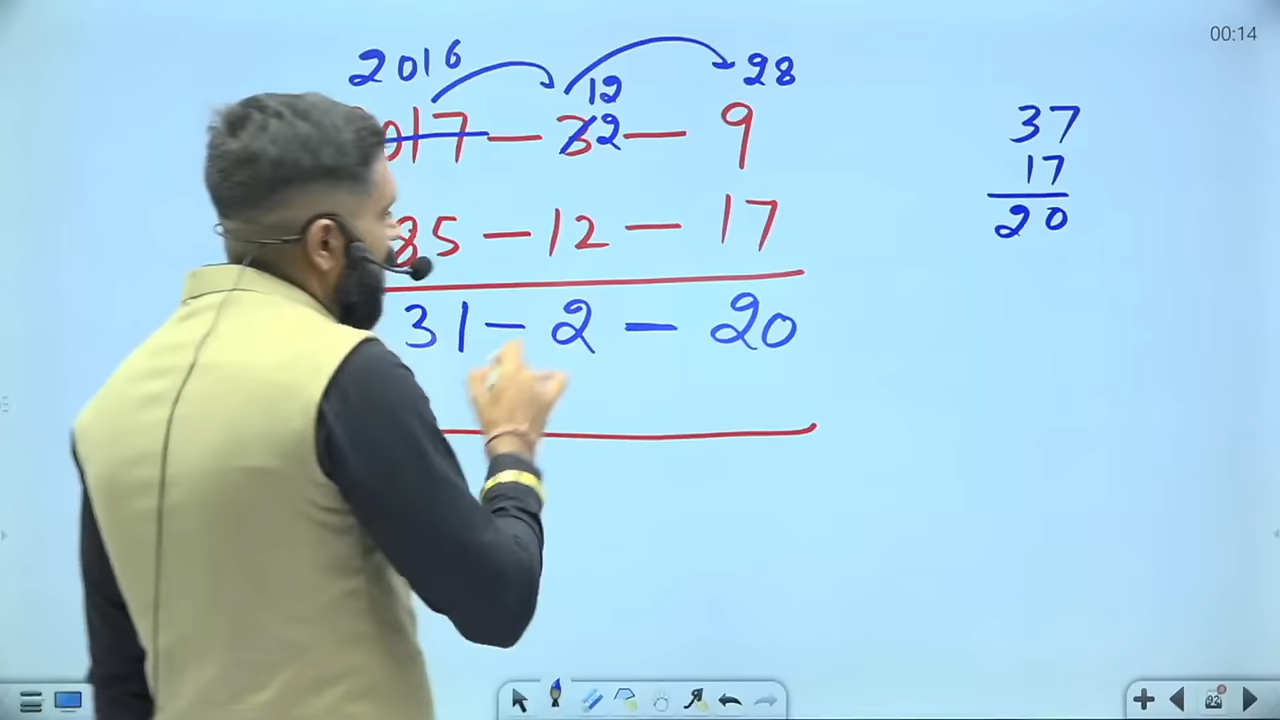 00:14
2016 12 28
017 - 32 - 9
85 - 12 - 17
31 - 2 - 20
37
17
20